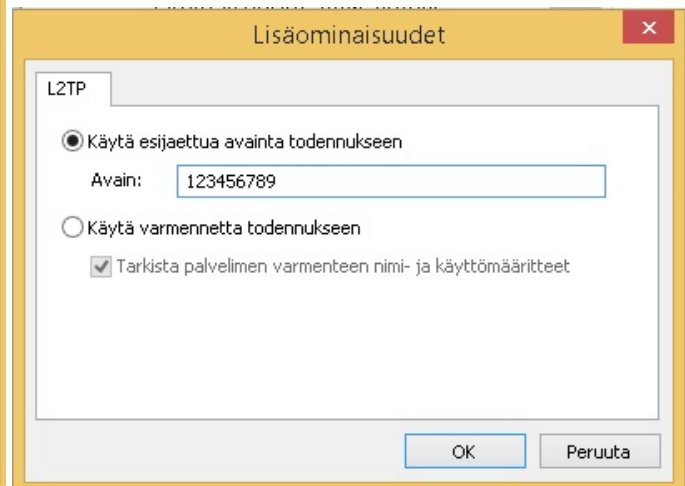 Lisäominaisuudet
L2TP
Käytä esijaettua avainta todennukseen
Avain: 123456789
Käytä varmennetta todennukseen
Tarkista palvelimen varmenteen nimi- ja käyttömääritteet
OK Peruuta